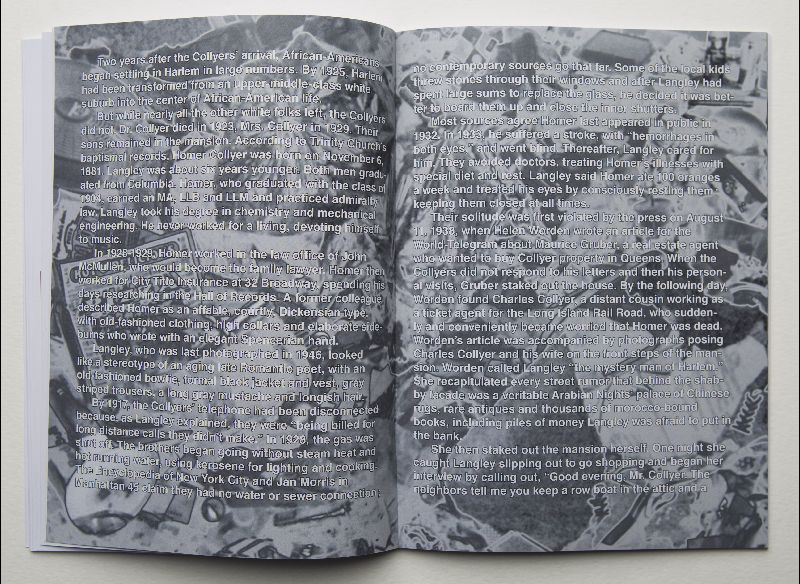 Two years after the Collyers' arrival, African-Americans
began settling in Harlem in large numbers. By 1925, Harlem
had been transformed from an upper-middle-class white
suburb into the center of African-American life.
But while nearly all the other white folks left, the Collyers
did not. Dr. Collyer died in 1923, Mrs. Collyer in 1929. Their
sons remained in the mansion. According to Trinity Church's
baptismal records, Homer Collyer was born on November 6,
1881. Langley was about six years younger. Both men gradu-
ated from Columbia. Homer, who graduated with the class of
1904, earned an MA, LLB and LLM and practiced admiralty
law. Langley took his degree in chemistry and mechanical
engineering. He never worked for a living, devoting himself
to music.
In 1928-1929, Homer worked in the law office of John
McMullen, who would become the family lawyer. Homer then
worked for City Title Insurance at 32 Broadway, spending his
days researching in the Hall of Records. A former colleague
described Homer as an affable, courtly, Dickensian type,
with old-fashioned clothing, high collars and elaborate side-
burns who wrote with an elegant Spencerian hand.
Langley, who was last photographed in 1946, looked
like a stereotype of an aging late Romantic poet, with an
old-fashioned bowtie, formal black jacket and vest, grey
striped trousers, a long gray mustache and longish hair.
By 1917, the Collyers' telephone had been disconnected
because, as Langley explained, they were "being billed for
long distance calls they didn't make." In 1928, the gas was
shut off. The brothers began going without steam heat and
hot running water, using kerosene for lighting and cooking.
The Encyclopedia of New York City and Jan Morris in
Manhattan 45 claim they had no water or sewer connection;
no contemporary sources go that far. Some of the local kids
threw stones through their windows and after Langley had
spent large sums to replace the glass, he decided it was bet-
ter to board them up and close the inner shutters.
Most sources agree Homer last appeared in public in
1932. In 1933, he suffered a stroke, with "hemorrhages in
both eyes," and went blind. Thereafter, Langley cared for
him. They avoided doctors, treating Homer's illnesses with
special diet and rest. Langley said Homer ate 100 oranges
a week and treated his eyes by consciously resting them:
keeping them closed at all times.
Their solitude was first violated by the press on August
11, 1938, when Helen Worden wrote an article for the
World-Telegram about Maurice Gruber, a real estate agent
who wanted to buy Collyer property in Queens. When the
Collyers did not respond to his letters and then his person-
al visits, Gruber staked out the house. By the following day,
Worden found Charles Collyer, a distant cousin working as
a ticket agent for the Long Island Rail Road, who sudden-
ly and conveniently became worried that Homer was dead.
Worden's article was accompanied by photographs posing
Charles Collyer and his wife on the front steps of the man-
sion. Worden called Langley "the mystery man of Harlem."
She recapitulated every street rumor that behind the shab-
by facade was a veritable Arabian Nights' palace of Chinese
rugs, rare antiques and thousands of morocco-bound
books, including piles of money Langley was afraid to put in
the bank.
She then staked out the mansion herself. One night she
caught Langley slipping out to go shopping and began her
interview by calling out, "Good evening, Mr. Collyer. The
neighbors tell me you keep a row boat in the attic and a